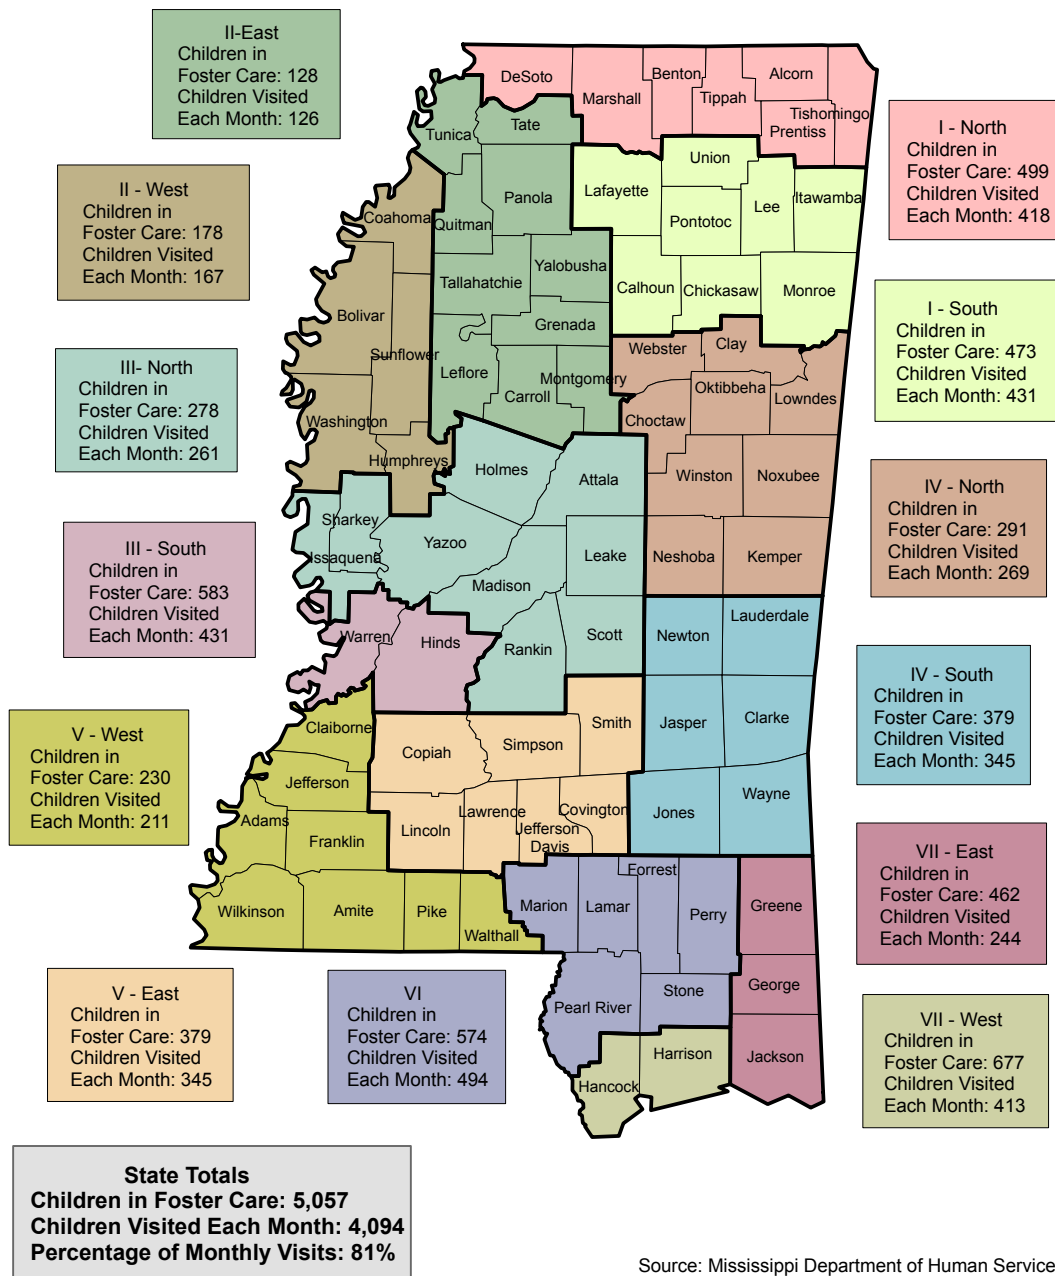 II-East
Children in
Foster Care: 128
Children Visited
Each Month: 126
II - West
Children in
Foster Care: 178
Children Visited
Each Month: 167
III- North
Children in
Foster Care: 278
Children Visited
Each Month: 261
III - South
Children in
Foster Care: 583
Children Visited
Each Month: 431
V - West
Children in
Foster Care: 230
Children Visited
Each Month: 211
V - East
Children in
Foster Care: 379
Children Visited
Each Month: 345
VI
Children in
Foster Care: 574
Children Visited
Each Month: 494
I - North
Children in
Foster Care: 499
Children Visited
Each Month: 418
I - South
Children in
Foster Care: 473
Children Visited
Each Month: 431
IV - North
Children in
Foster Care: 291
Children Visited
Each Month: 269
IV - South
Children in
Foster Care: 379
Children Visited
Each Month: 345
VII - East
Children in
Foster Care: 462
Children Visited
Each Month: 244
VII - West
Children in
Foster Care: 677
Children Visited
Each Month: 413
DeSoto
Marshall
Benton
Tippah
Alcorn
Tishomingo
Prentiss
Tunica
Tate
Panola
Quitman
Coahoma
Lafayette
Union
Pontotoc
Lee
Itawamba
Tallahatchie
Yalobusha
Calhoun
Chickasaw
Monroe
Bolivar
Sunflower
Grenada
Leflore
Carroll
Montgomery
Webster
Clay
Oktibbeha
Lowndes
Choctaw
Washington
Humphreys
Holmes
Attala
Winston
Noxubee
Sharkey
Issaquena
Yazoo
Madison
Leake
Neshoba
Kemper
Warren
Hinds
Rankin
Scott
Newton
Lauderdale
Claiborne
Copiah
Simpson
Smith
Jasper
Clarke
Jefferson
Adams
Franklin
Lincoln
Lawrence
Jefferson
Davis
Covington
Jones
Wayne
Wilkinson
Amite
Pike
Walthall
Marion
Lamar
Forrest
Perry
Greene
Pearl River
Stone
George
Hancock
Harrison
Jackson
State Totals
Children in Foster Care: 5,057
Children Visited Each Month: 4,094
Percentage of Monthly Visits: 81%
Source: Mississippi Department of Human Service